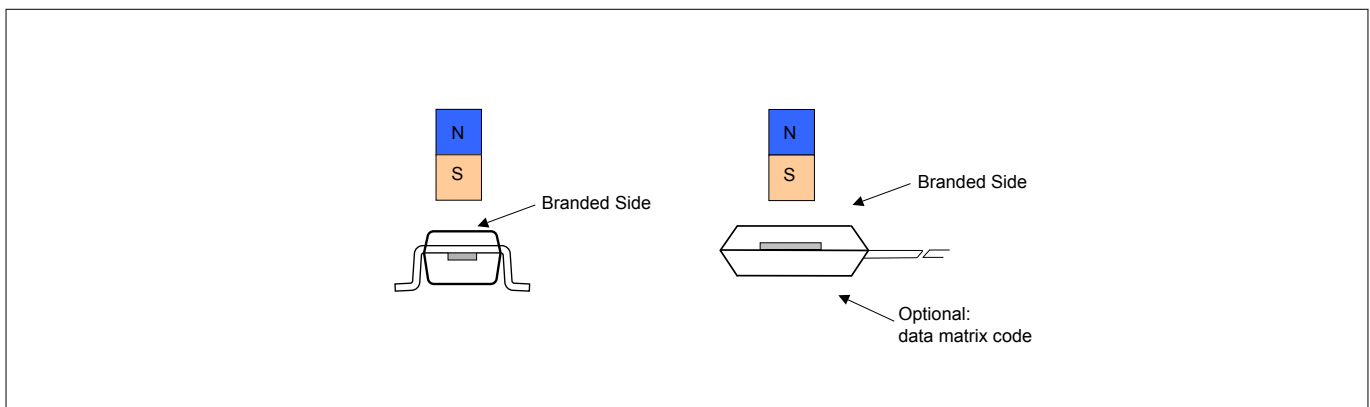 N
S
Branded Side
N
S
Branded Side
Optional:
data matrix code